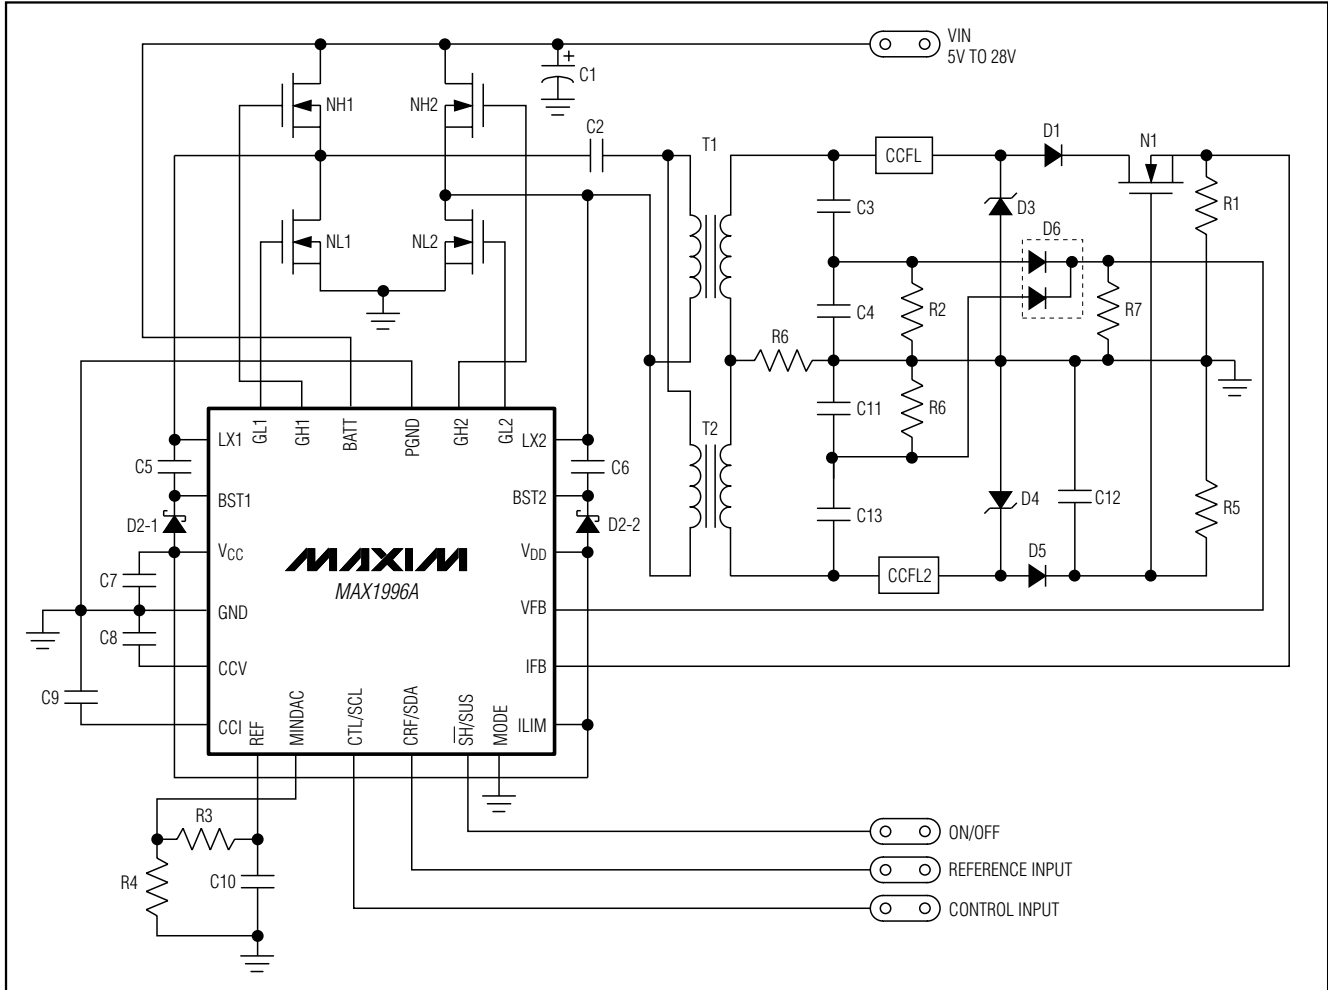 VIN
5V TO 28V
C1
NH1
NH2
C2
T1
CCFL
D1
N1
C3
D3
R1
NL1
NL2
D6
C4
R2
R7
R6
C11
R6
GL1
GH1
BATT
PGND
GH2
GL2
T2
LX1
LX2
C5
C6
BST1
BST2
C13
D4
C12
R5
D2-1
D2-2
VCC
VDD
D5
C7
MAXIM
MAX1996A
CCFL2
GND
VFB
C8
CCV
IFB
C9
CCI
REF
MINDAC
CTL/SCL
CRF/SDA
S̅H̅/SUS
MODE
ILIM
R3
R4
C10
ON/OFF
REFERENCE INPUT
CONTROL INPUT